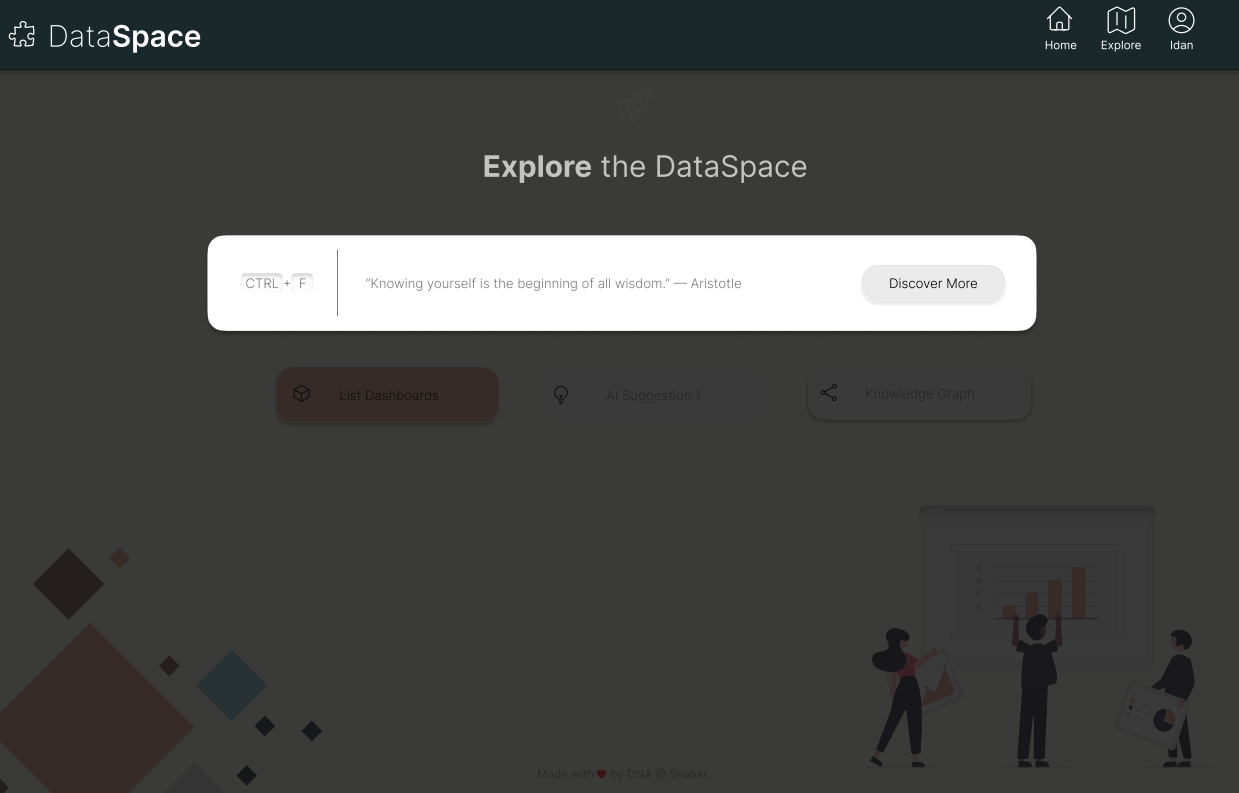 DataSpace
Home
Explore
Idan
Explore the DataSpace
CTRL + F
“Knowing yourself is the beginning of all wisdom.” — Aristotle
Discover More
List Dashboards
AI Suggestion 1
Knowledge Graph
Made with ❤ by DNA @ Shahar